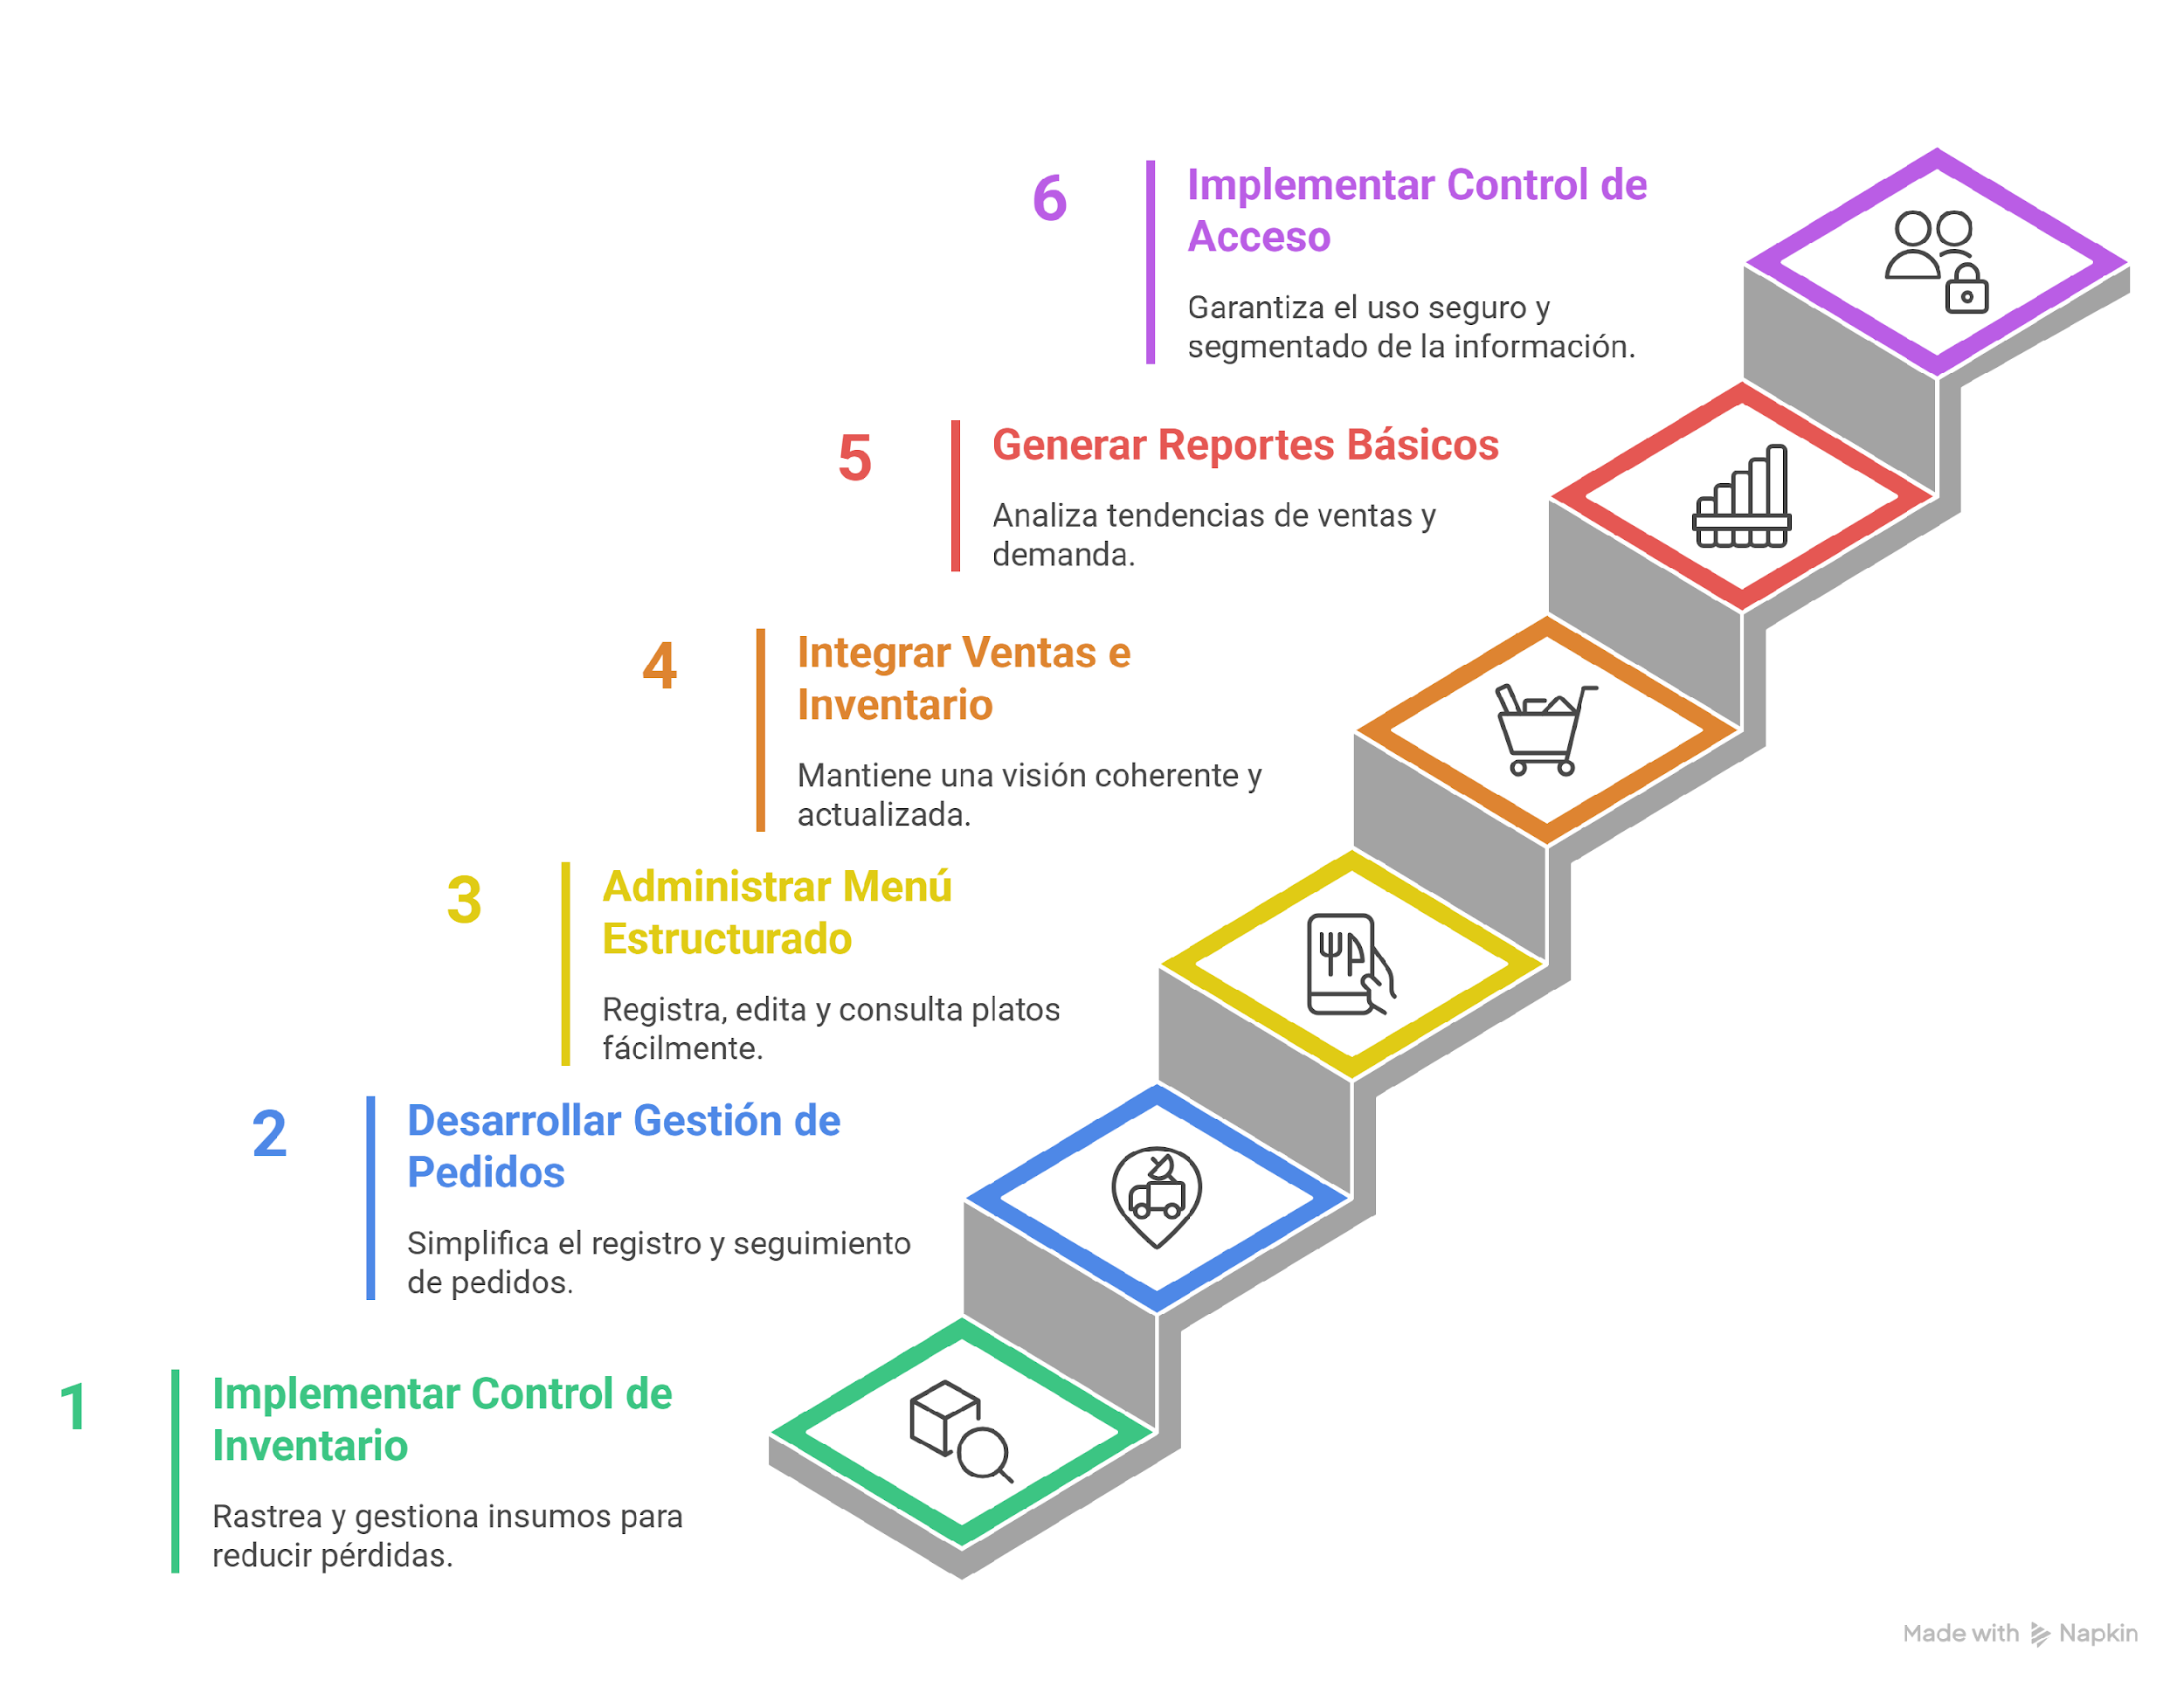 6
Implementar Control de
Acceso
Garantiza el uso seguro y
segmentado de la información.
5
Generar Reportes Básicos
Analiza tendencias de ventas y
demanda.
4
Integrar Ventas e
Inventario
Mantiene una visión coherente y
actualizada.
3
Administrar Menú
Estructurado
Registra, edita y consulta platos
fácilmente.
2
Desarrollar Gestión de
Pedidos
Simplifica el registro y seguimiento
de pedidos.
1
Implementar Control de
Inventario
Rastrea y gestiona insumos para
reducir pérdidas.
Made with Napkin